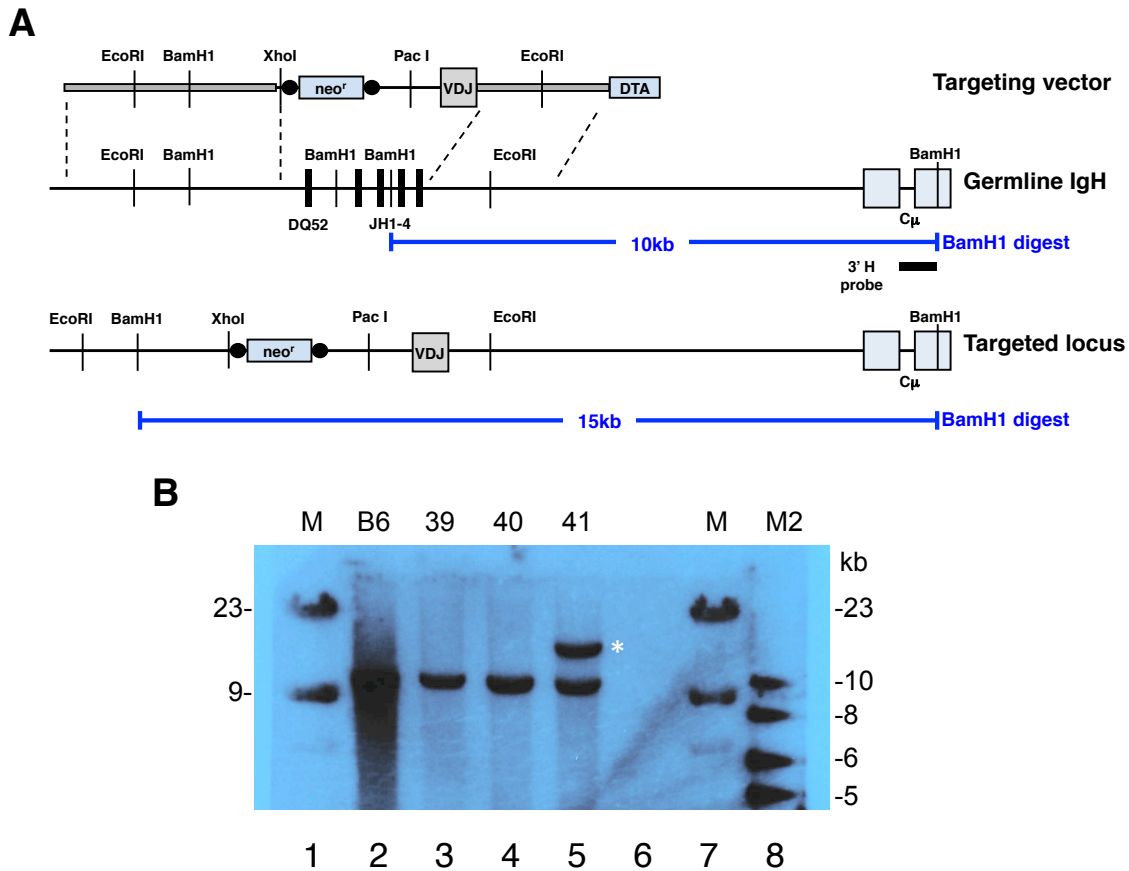 A
EcoRI BamH1 XhoI Pac I EcoRI
neoʳ VDJ DTA
Targeting vector
EcoRI BamH1 BamH1 BamH1 EcoRI BamH1
Germline IgH
DQ52 JH1-4 Cμ
10kb BamH1 digest
3' H
probe
EcoRI BamH1 XhoI Pac I EcoRI BamH1
neoʳ VDJ
Targeted locus
Cμ
15kb BamH1 digest
B
M B6 39 40 41 M M2
kb
23- -23
*
9- -10
-8
-6
-5
1 2 3 4 5 6 7 8